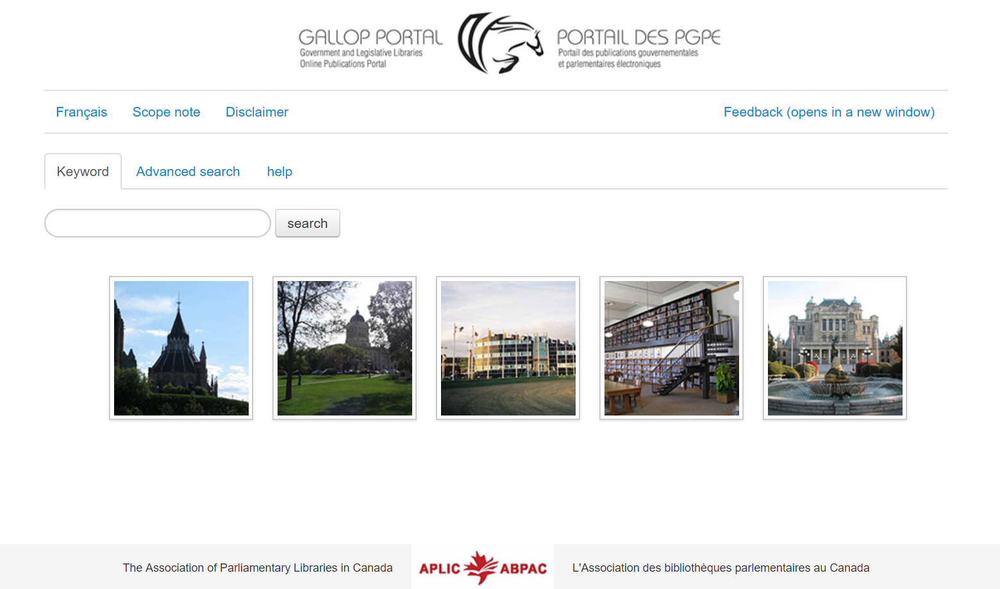 GALLOP PORTAL
Government and Legislative Libraries
Online Publications Portal
PORTAIL DES PGPE
Portail des publications gouvernementales
et parlementaires électroniques
Français Scope note Disclaimer Feedback (opens in a new window)
Keyword Advanced search help
search
The Association of Parliamentary Libraries in Canada APLIC ABPAC L'Association des bibliothèques parlementaires au Canada